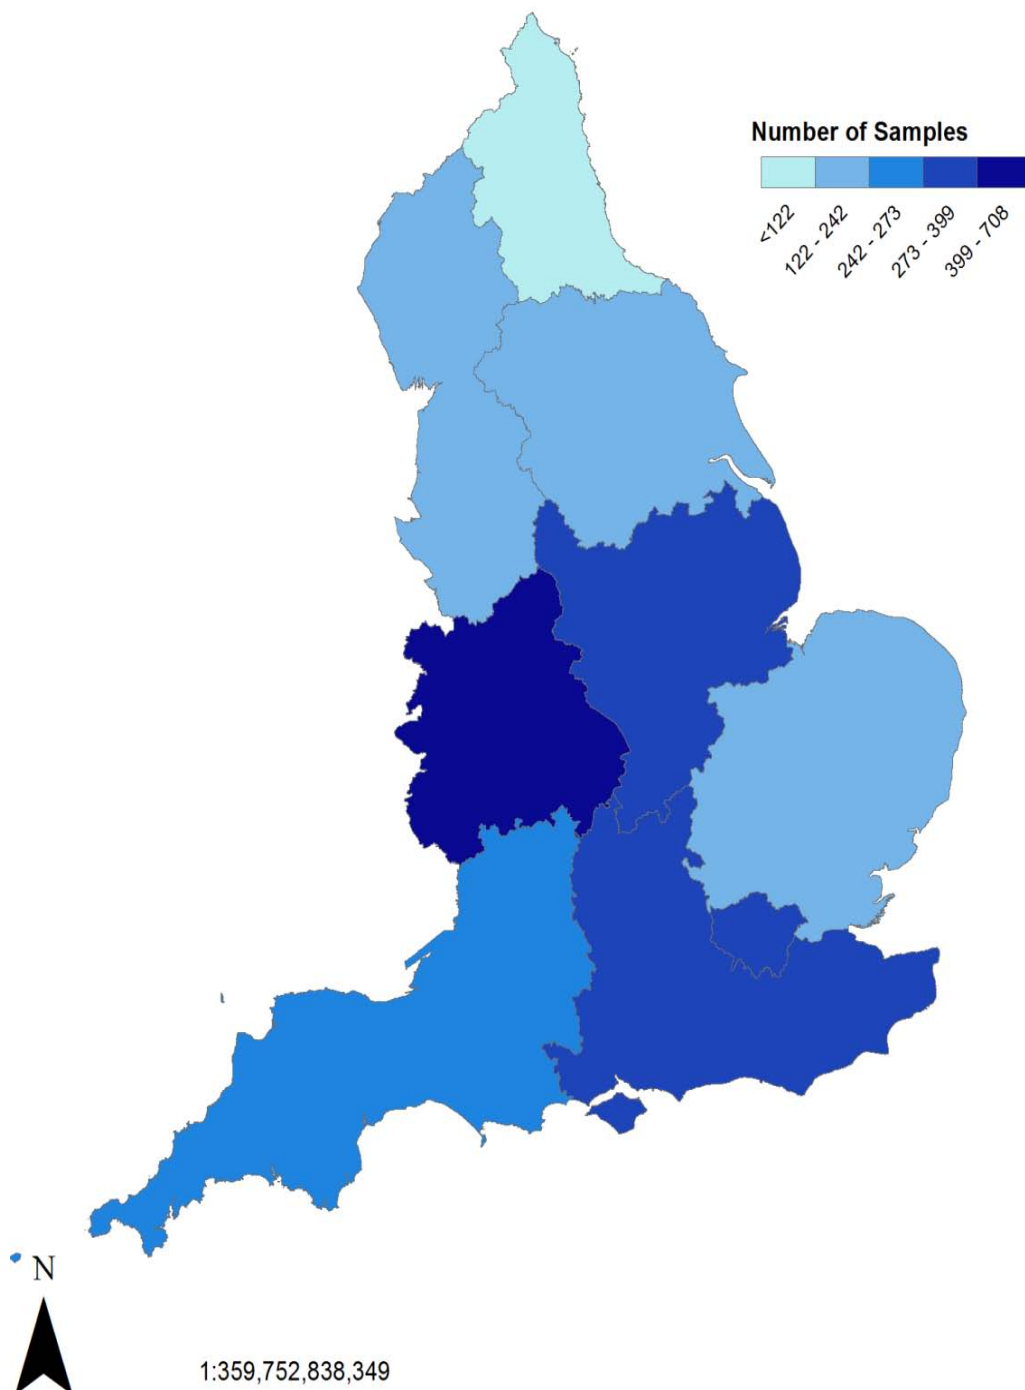 Number of Samples
<122
122 - 242
242 - 273
273 - 399
399 - 708
N
1:359,752,838,349